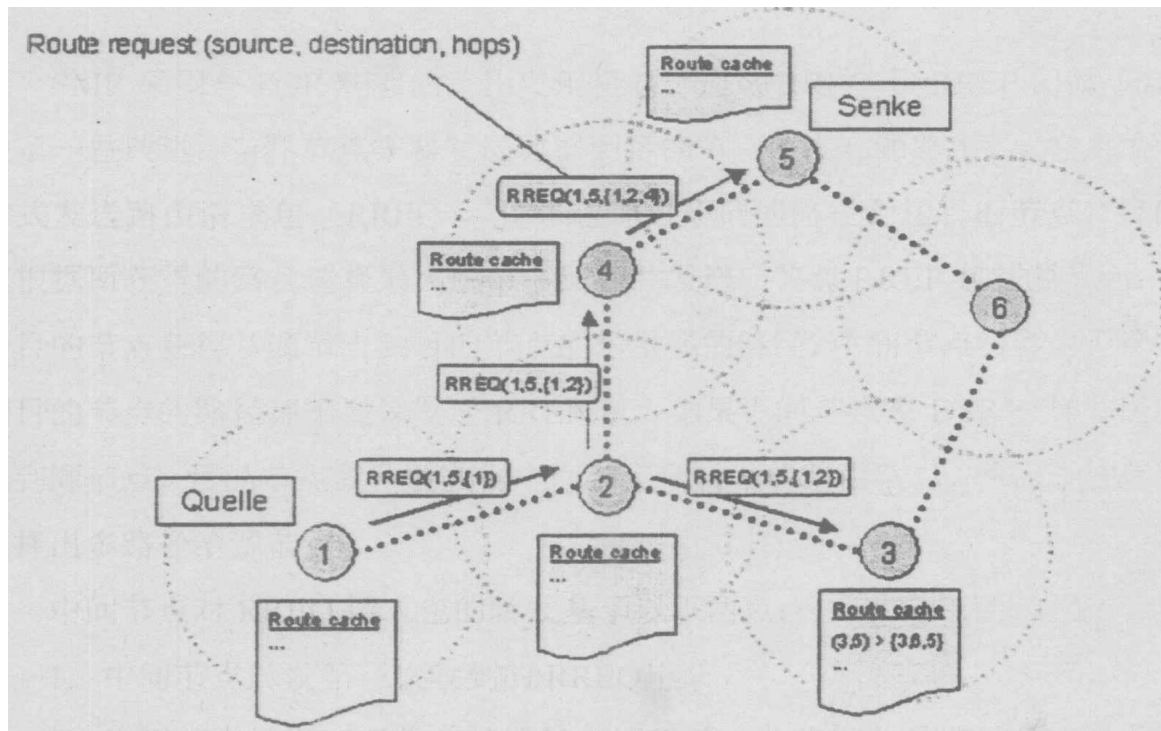 Route request (source, destination, hops)
Route cache
...
Senke
5
RREQ(1,5,{1,2,4})
Route cache
...
4
6
RREQ(1,5,{1,2})
Quelle
RREQ(1,5,{1})
2
RREQ(1,5,{1,2})
1
3
Route cache
...
Route cache
...
Route cache
(3,5) > {3,6,5}
...